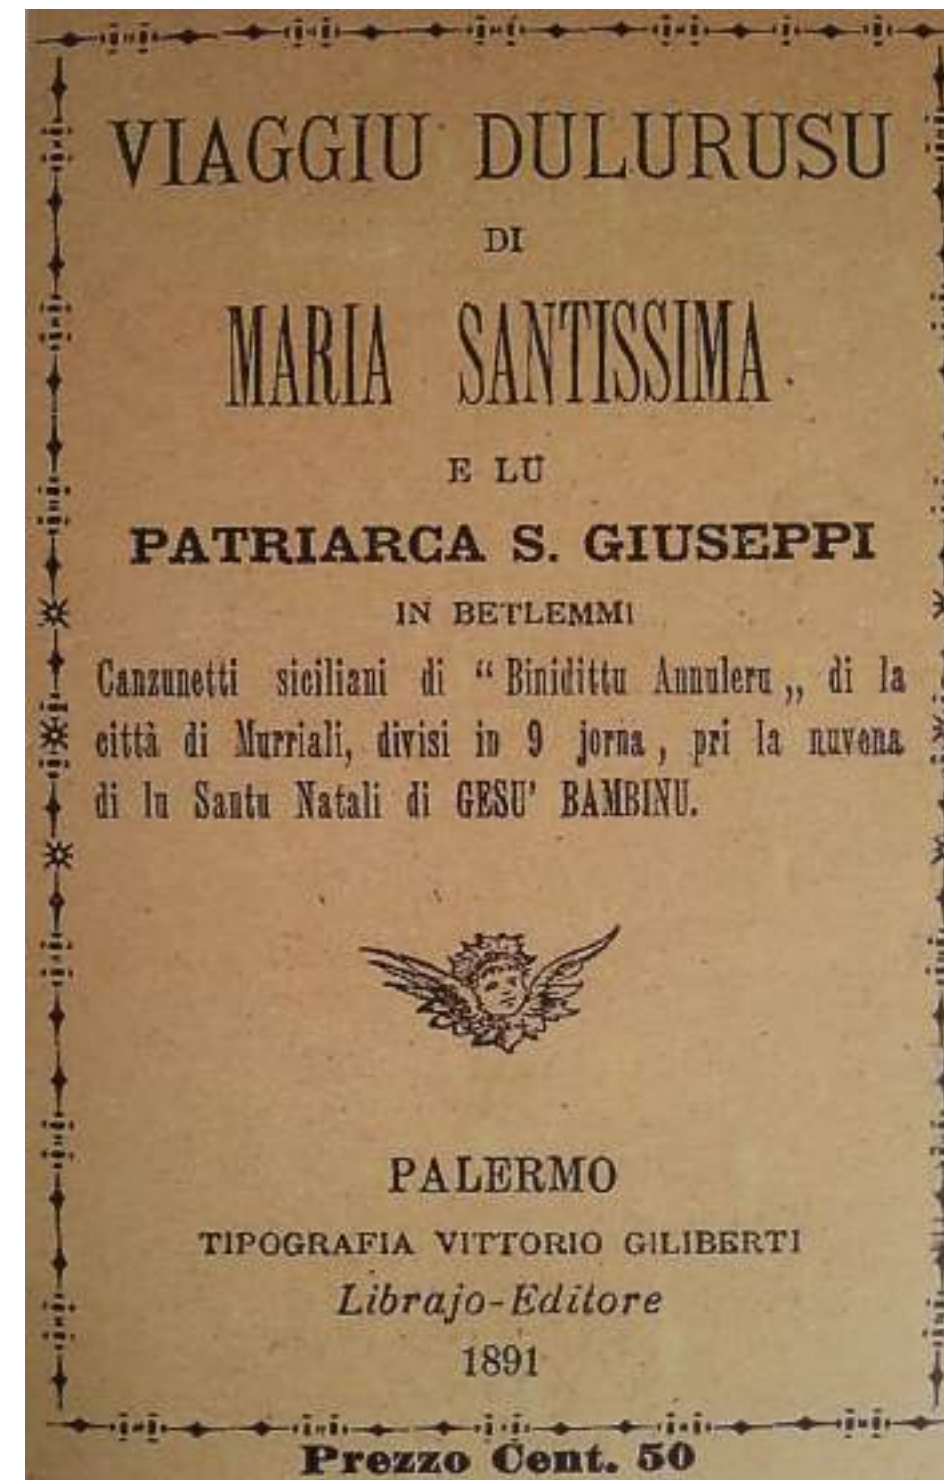 VIAGGIU DULURUSU
DI
MARIA SANTISSIMA
E LU
PATRIARCA S. GIUSEPPI
IN BETLEMMI
Canzunetti siciliani di “ Binidittu Annuleru „ di la
città di Murriali, divisi in 9 jorna, pri la nuvena
di lu Santu Natali di GESU' BAMBINU.
PALERMO
TIPOGRAFIA VITTORIO GILIBERTI
Librajo-Editore
1891
Prezzo Cent. 50